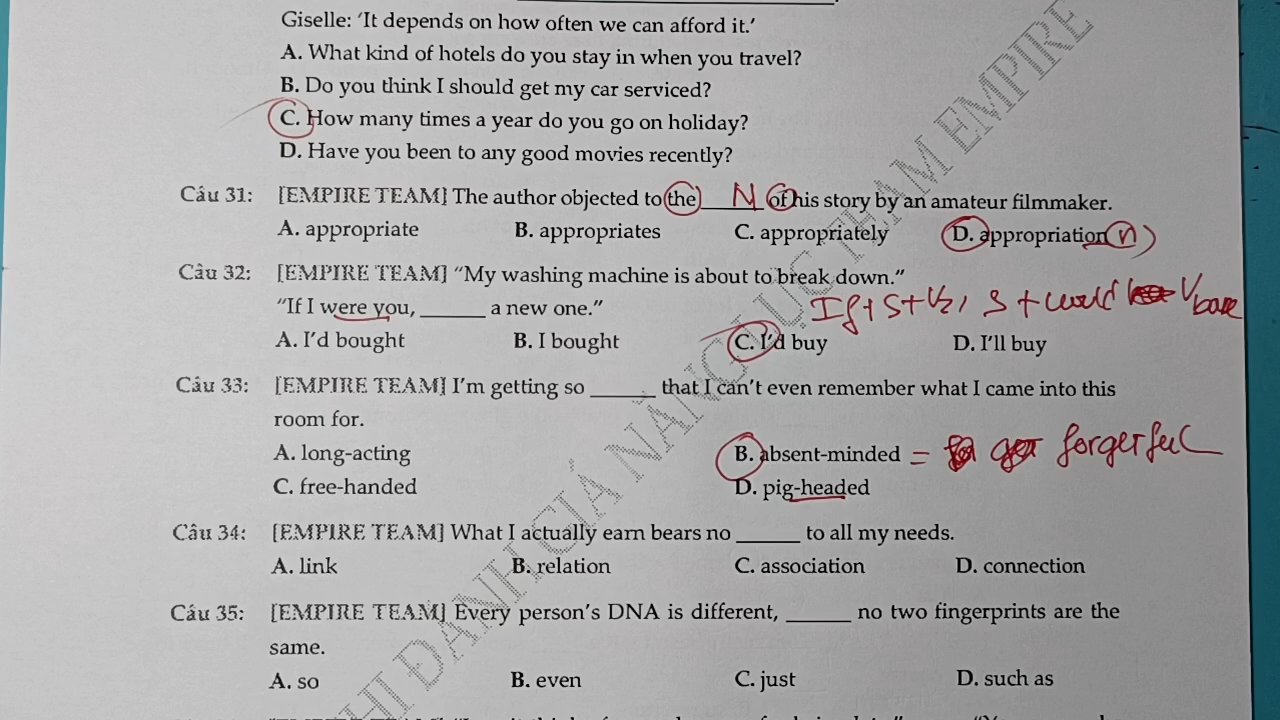 Giselle: ‘It depends on how often we can afford it.’
A. What kind of hotels do you stay in when you travel?
B. Do you think I should get my car serviced?
C. How many times a year do you go on holiday?
D. Have you been to any good movies recently?
Câu 31: [EMPIRE TEAM] The author objected to the ______ N of his story by an amateur filmmaker.
A. appropriate B. appropriates C. appropriately D. appropriation (n)
Câu 32: [EMPIRE TEAM] “My washing machine is about to break down.”
“If I were you, ______ a new one.” If + S + V2, S + would Vbare
A. I’d bought B. I bought C. I’d buy D. I’ll buy
Câu 33: [EMPIRE TEAM] I’m getting so ______ that I can’t even remember what I came into this
room for.
A. long-acting B. absent-minded = forgerful
C. free-handed D. pig-headed
Câu 34: [EMPIRE TEAM] What I actually earn bears no ______ to all my needs.
A. link B. relation C. association D. connection
Câu 35: [EMPIRE TEAM] Every person’s DNA is different, ______ no two fingerprints are the
same.
A. so B. even C. just D. such as
THI ĐÁNH GIÁ NĂNG LỰC TEAM EMPIRE